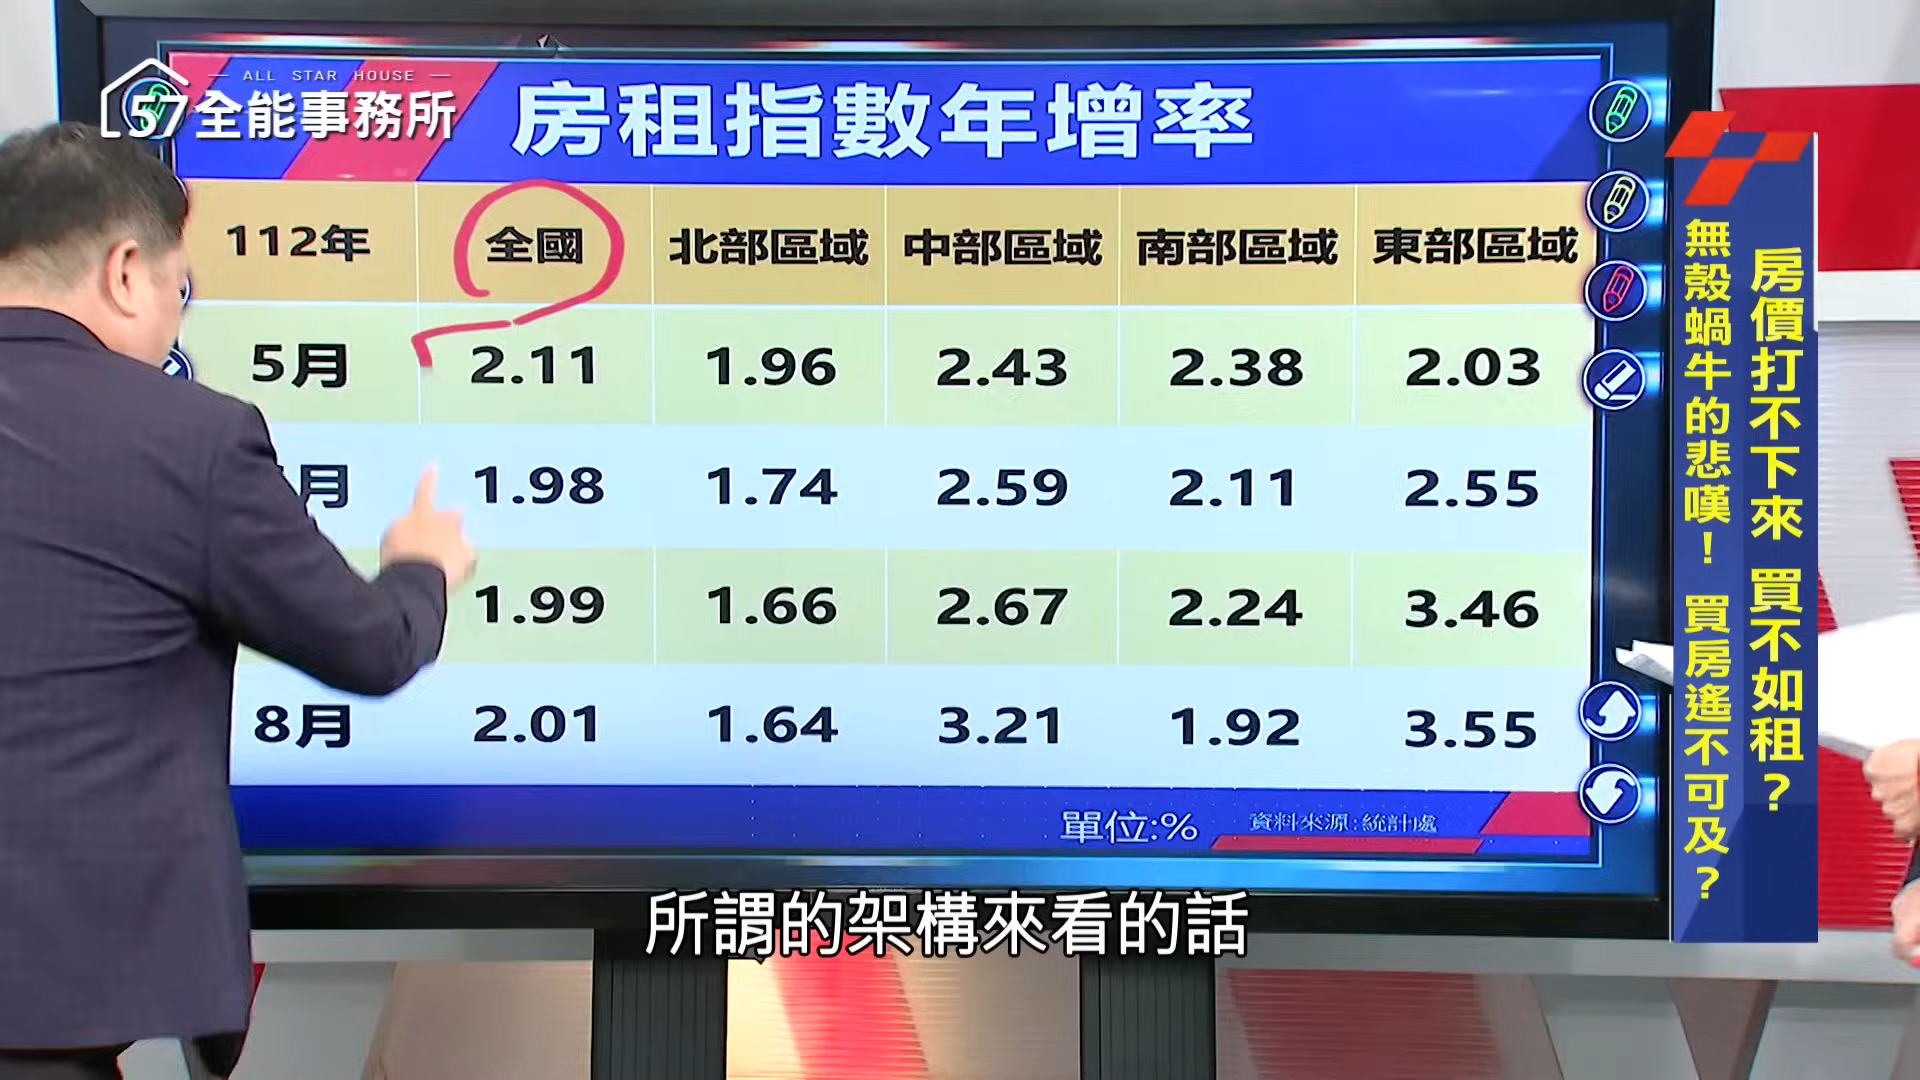 ALL STAR HOUSE
57全能事務所
房租指數年增率
112年 全國 北部區域 中部區域 南部區域 東部區域
5月 2.11 1.96 2.43 2.38 2.03
月 1.98 1.74 2.59 2.11 2.55
1.99 1.66 2.67 2.24 3.46
8月 2.01 1.64 3.21 1.92 3.55
單位:%
資料來源:統計處
房價打不下來 買不如租?
無殼蝸牛的悲嘆! 買房遙不可及?
所謂的架構來看的話